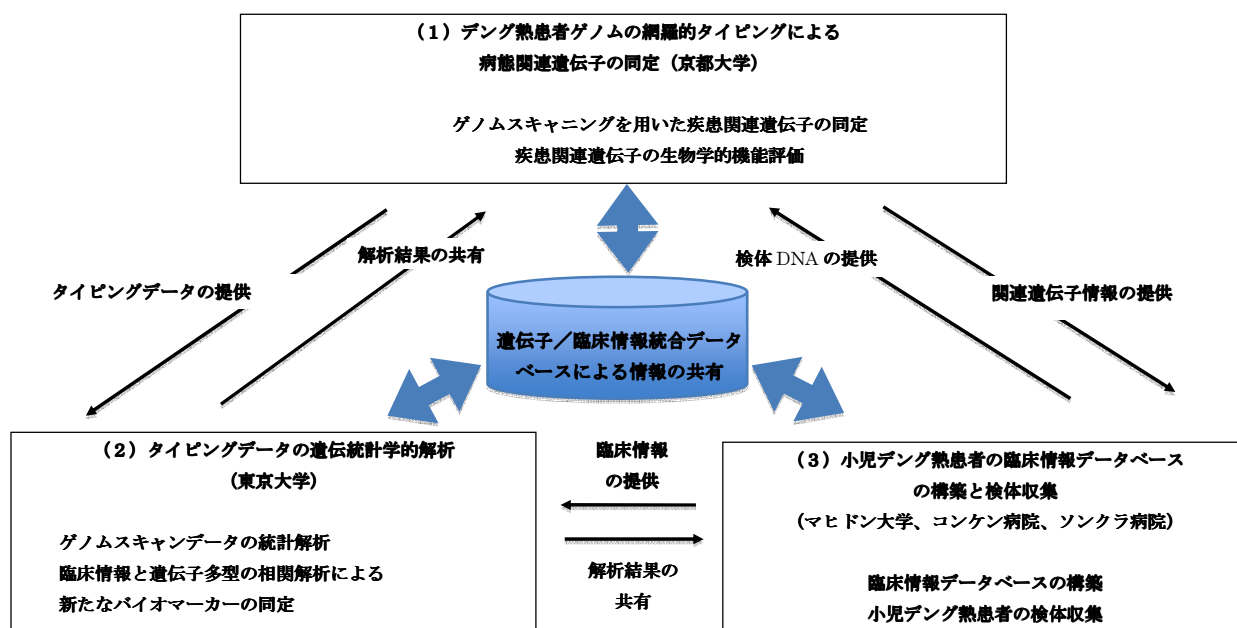 （１）デング熱患者ゲノムの網羅的タイピングによる
病態関連遺伝子の同定（京都大学）
ゲノムスキャニングを用いた疾患関連遺伝子の同定
疾患関連遺伝子の生物学的機能評価
解析結果の共有
検体 DNA の提供
タイピングデータの提供
関連遺伝子情報の提供
遺伝子／臨床情報統合データ
ベースによる情報の共有
（２）タイピングデータの遺伝統計学的解析
（東京大学）
ゲノムスキャンデータの統計解析
臨床情報と遺伝子多型の相関解析による
新たなバイオマーカーの同定
臨床情報
の提供
解析結果の
共有
（３）小児デング熱患者の臨床情報データベース
の構築と検体収集
（マヒドン大学、コンケン病院、ソンクラ病院）
臨床情報データベースの構築
小児デング熱患者の検体収集